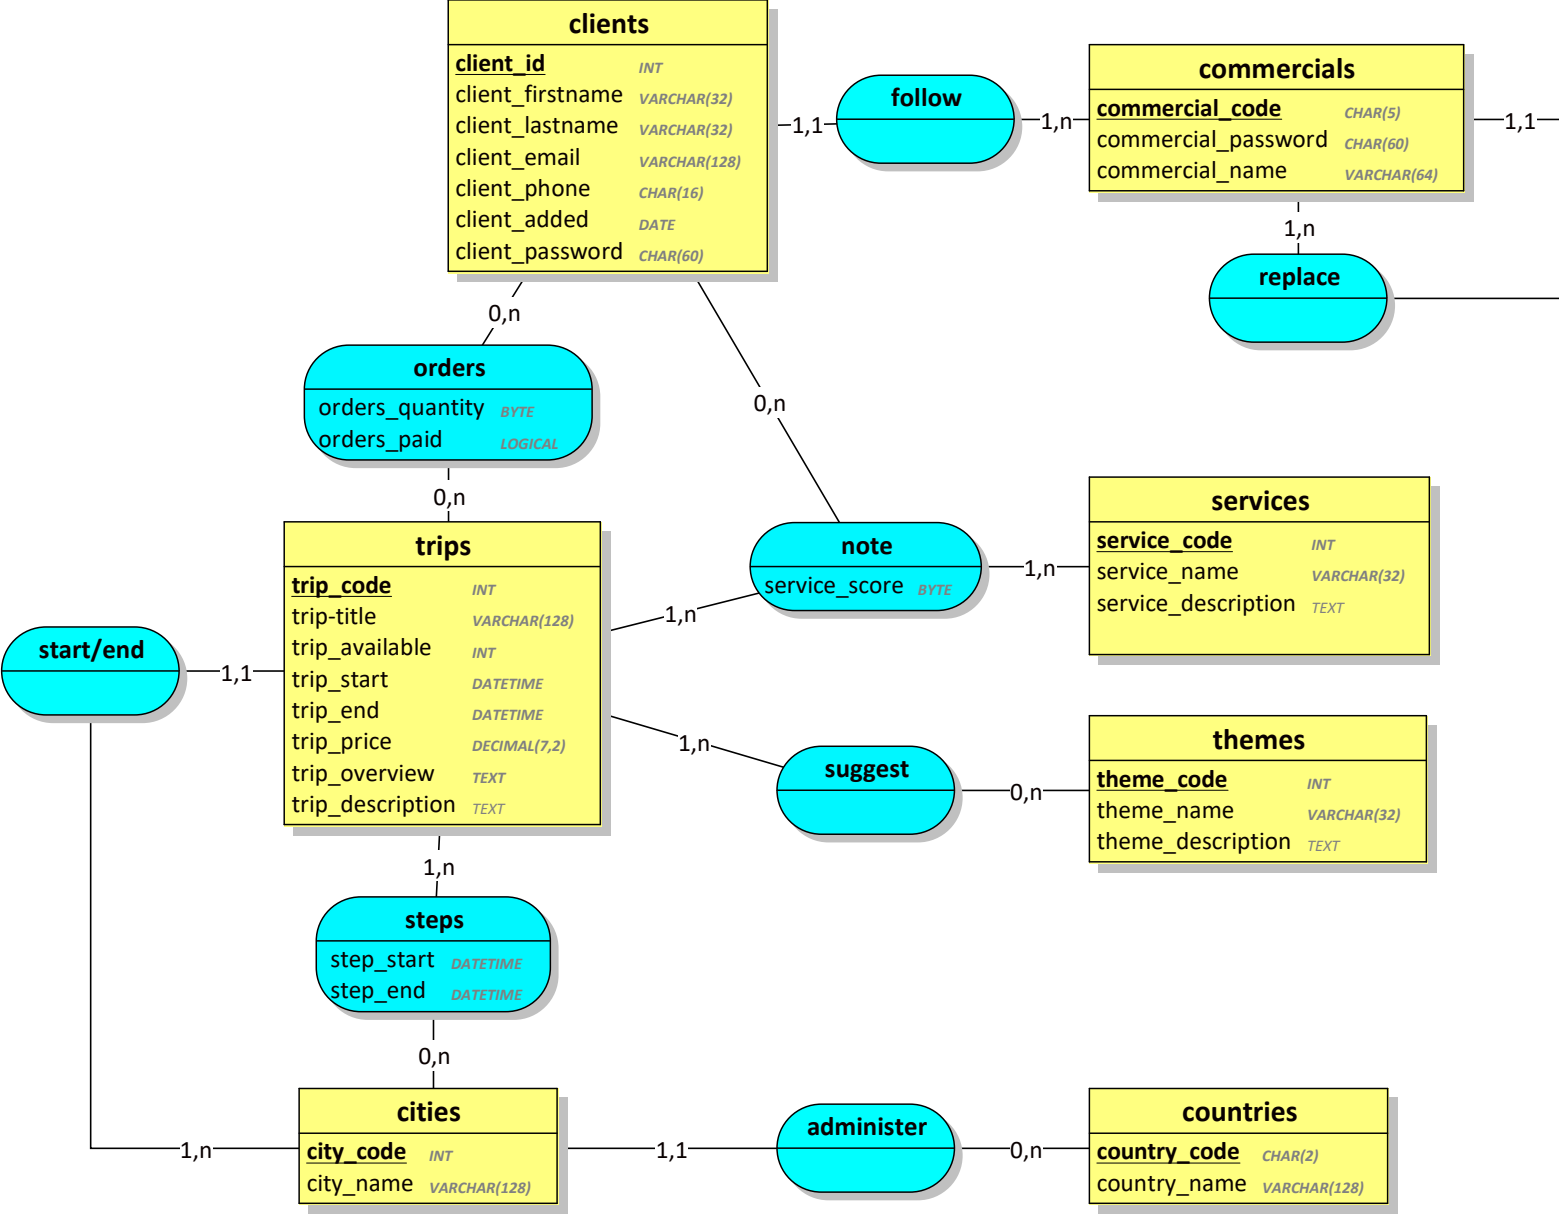 clients
client_id INT
client_firstname VARCHAR(32)
client_lastname VARCHAR(32)
client_email VARCHAR(128)
client_phone CHAR(16)
client_added DATE
client_password CHAR(60)
1,1
follow
1,n
commercials
commercial_code CHAR(5)
commercial_password CHAR(60)
commercial_name VARCHAR(64)
1,1
1,n
replace
0,n
orders
orders_quantity BYTE
orders_paid LOGICAL
0,n
0,n
trips
trip_code INT
trip-title VARCHAR(128)
trip_available INT
trip_start DATETIME
trip_end DATETIME
trip_price DECIMAL(7,2)
trip_overview TEXT
trip_description TEXT
note
service_score BYTE
1,n
1,n
services
service_code INT
service_name VARCHAR(32)
service_description TEXT
start/end
1,1
1,n
suggest
0,n
themes
theme_code INT
theme_name VARCHAR(32)
theme_description TEXT
1,n
steps
step_start DATETIME
step_end DATETIME
0,n
1,n
cities
city_code INT
city_name VARCHAR(128)
1,1
administer
0,n
countries
country_code CHAR(2)
country_name VARCHAR(128)